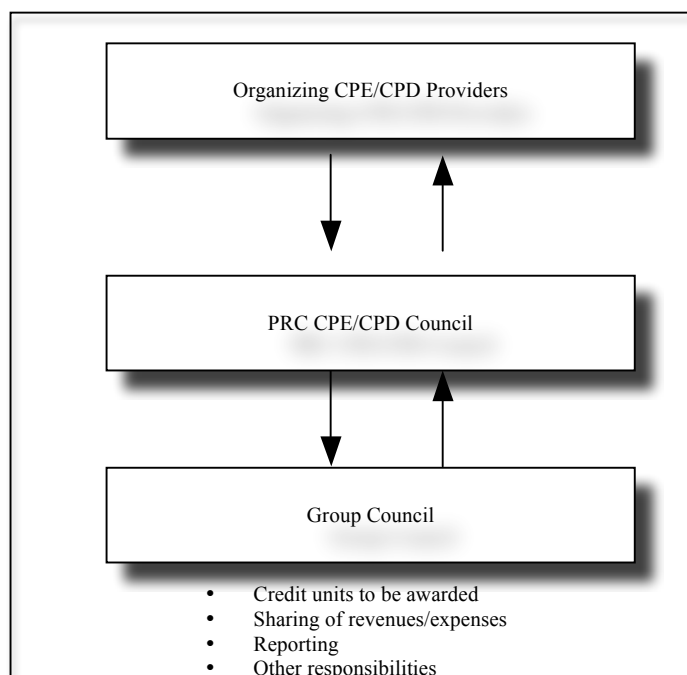 Organizing CPE/CPD Providers
PRC CPE/CPD Council
Group Council
• Credit units to be awarded
• Sharing of revenues/expenses
• Reporting
• Other responsibilities